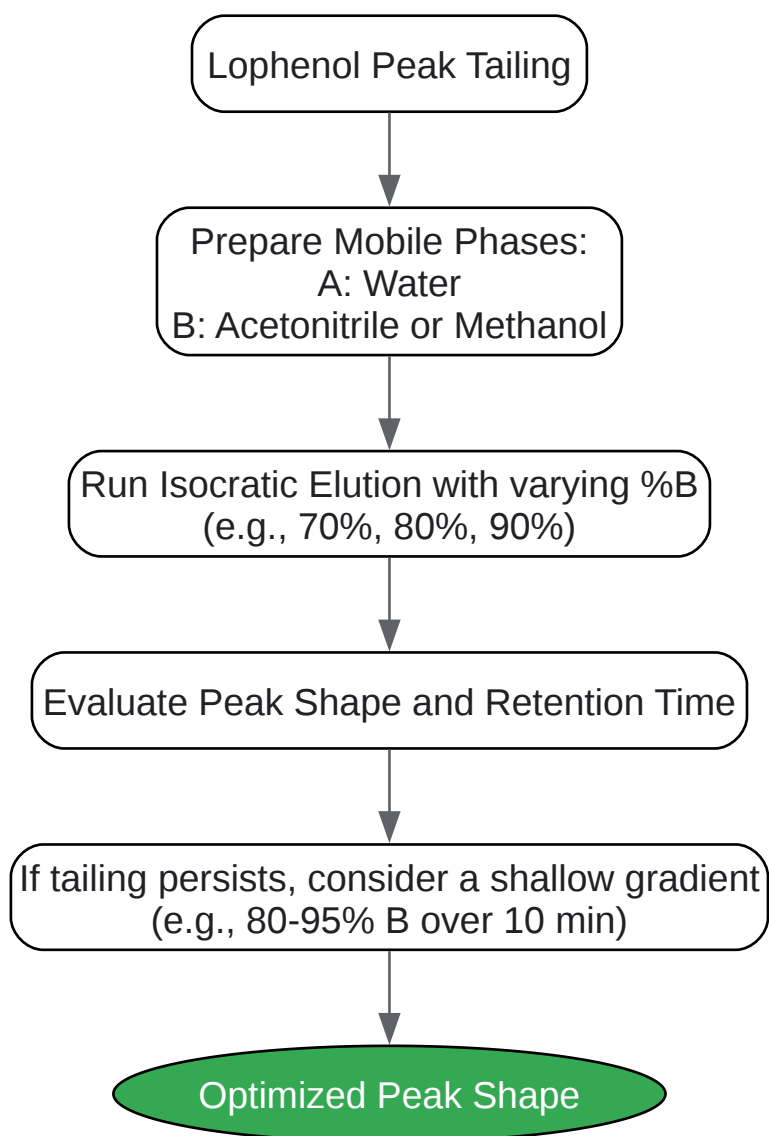 Lophenol Peak Tailing
Prepare Mobile Phases:
A: Water
B: Acetonitrile or Methanol
Run Isocratic Elution with varying %B
(e.g., 70%, 80%, 90%)
Evaluate Peak Shape and Retention Time
If tailing persists, consider a shallow gradient
(e.g., 80-95% B over 10 min)
Optimized Peak Shape